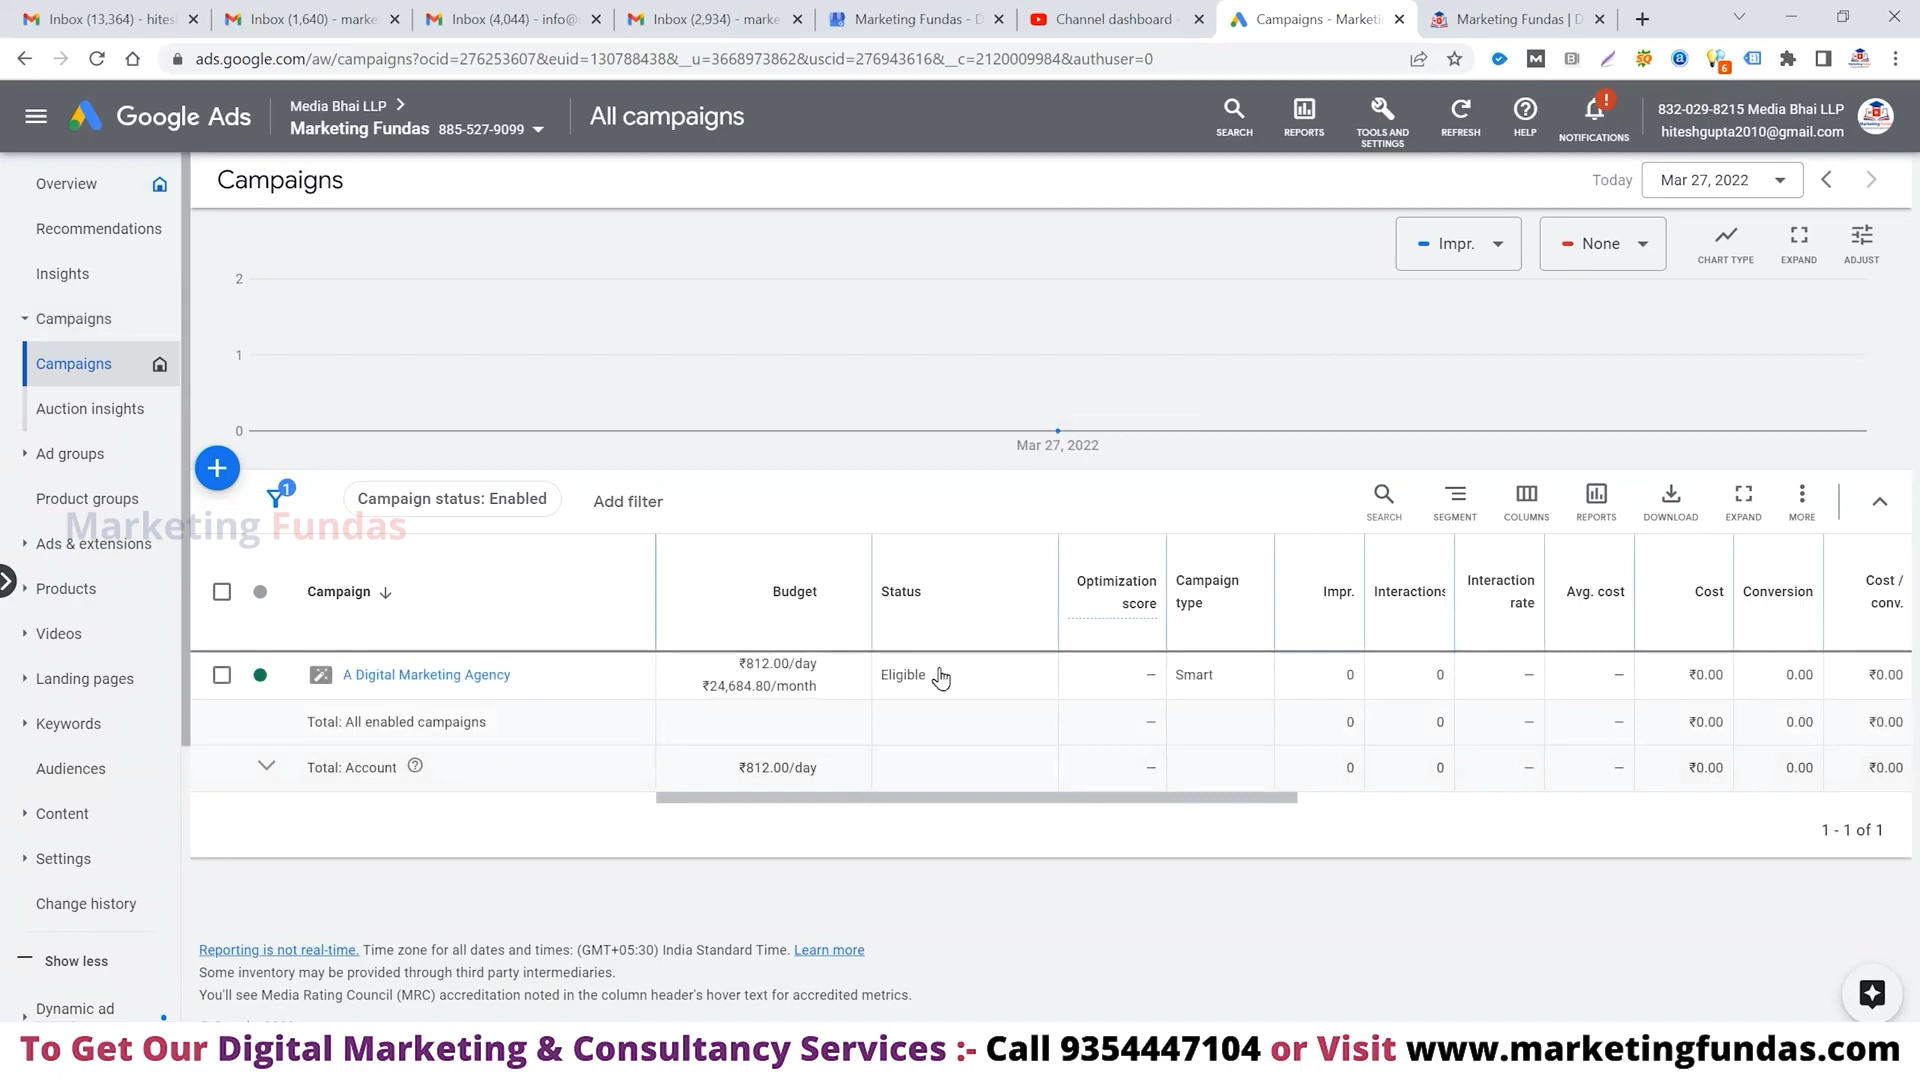 Inbox (13,364) - hites
Inbox (1,640) - marke
Inbox (4,044) - info@
Inbox (2,934) - marke
Marketing Fundas - D
Channel dashboard -
Campaigns - Marketi
Marketing Fundas | D
ads.google.com/aw/campaigns?ocid=276253607&euid=130788438&__u=3668973862&uscid=276943616&__c=2120009984&authuser=0
6
Google Ads
Media Bhai LLP
Marketing Fundas 885-527-9099
All campaigns
SEARCH
REPORTS
TOOLS AND
SETTINGS
REFRESH
HELP
NOTIFICATIONS
832-029-8215 Media Bhai LLP
hiteshgupta2010@gmail.com
Overview
Recommendations
Insights
Campaigns
Campaigns
Auction insights
Ad groups
Product groups
Ads & extensions
Products
Videos
Landing pages
Keywords
Audiences
Content
Settings
Change history
Show less
Dynamic ad
Campaigns
Today
Mar 27, 2022
Impr.
None
CHART TYPE
EXPAND
ADJUST
2
1
0
Mar 27, 2022
1
Campaign status: Enabled
Add filter
SEARCH
SEGMENT
COLUMNS
REPORTS
DOWNLOAD
EXPAND
MORE
Marketing Fundas
Campaign Budget Status Optimization score Campaign type Impr. Interactions Interaction rate Avg. cost Cost Conversion Cost / conv.
A Digital Marketing Agency ₹812.00/day ₹24,684.80/month Eligible – Smart 0 0 – – ₹0.00 0.00 ₹0.00
Total: All enabled campaigns – 0 0 – – ₹0.00 0.00 ₹0.00
Total: Account ₹812.00/day – 0 0 – – ₹0.00 0.00 ₹0.00
1 - 1 of 1
Reporting is not real-time. Time zone for all dates and times: (GMT+05:30) India Standard Time. Learn more
Some inventory may be provided through third party intermediaries.
You'll see Media Rating Council (MRC) accreditation noted in the column header's hover text for accredited metrics.
To Get Our Digital Marketing & Consultancy Services :- Call 9354447104 or Visit www.marketingfundas.com